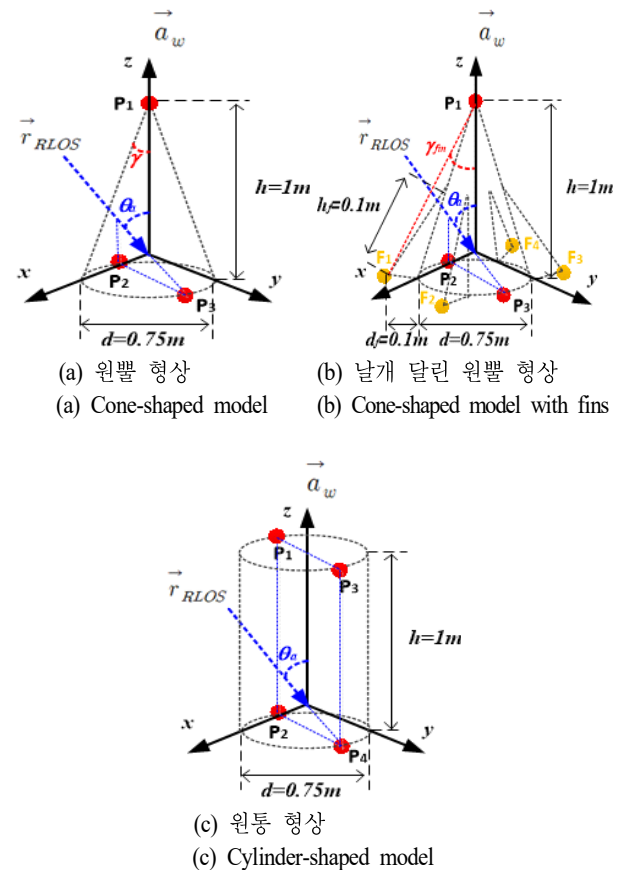 a_w
a_w
z
z
P1
P1
r_RLOS
r_RLOS
γ
γ_fin
θa
θa
h=1m
h_f=0.1m
h=1m
F1
F4
F3
x
P2
y
x
P2
y
P3
F2
P3
d=0.75m
d_f=0.1m
d=0.75m
(a) 원뿔 형상
(b) 날개 달린 원뿔 형상
(a) Cone-shaped model
(b) Cone-shaped model with fins
a_w
z
P1
P3
r_RLOS
θa
h=1m
x
P2
y
P4
d=0.75m
(c) 원통 형상
(c) Cylinder-shaped model